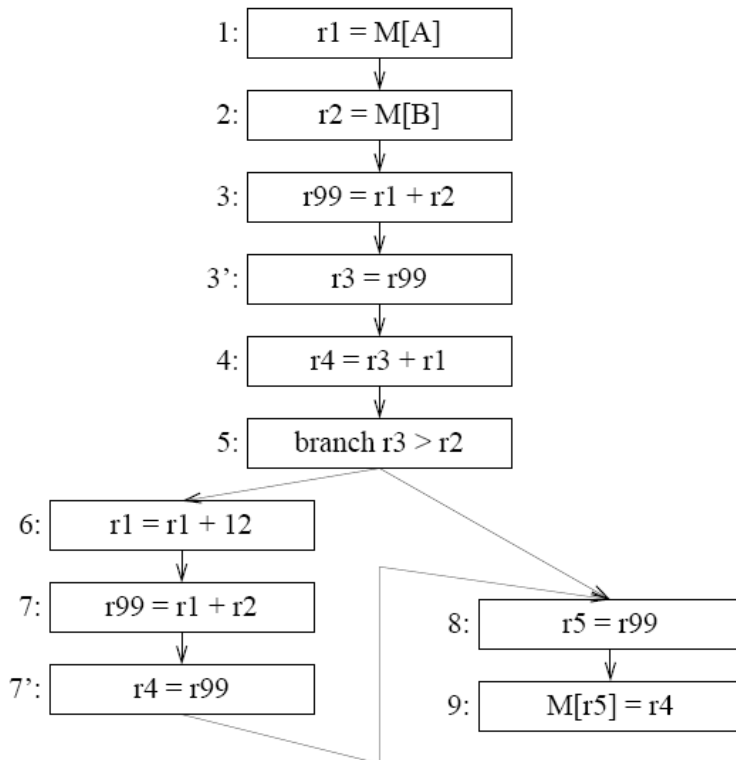 1: r1 = M[A]
2: r2 = M[B]
3: r99 = r1 + r2
3’: r3 = r99
4: r4 = r3 + r1
5: branch r3 > r2
6: r1 = r1 + 12
7: r99 = r1 + r2
7’: r4 = r99
8: r5 = r99
9: M[r5] = r4